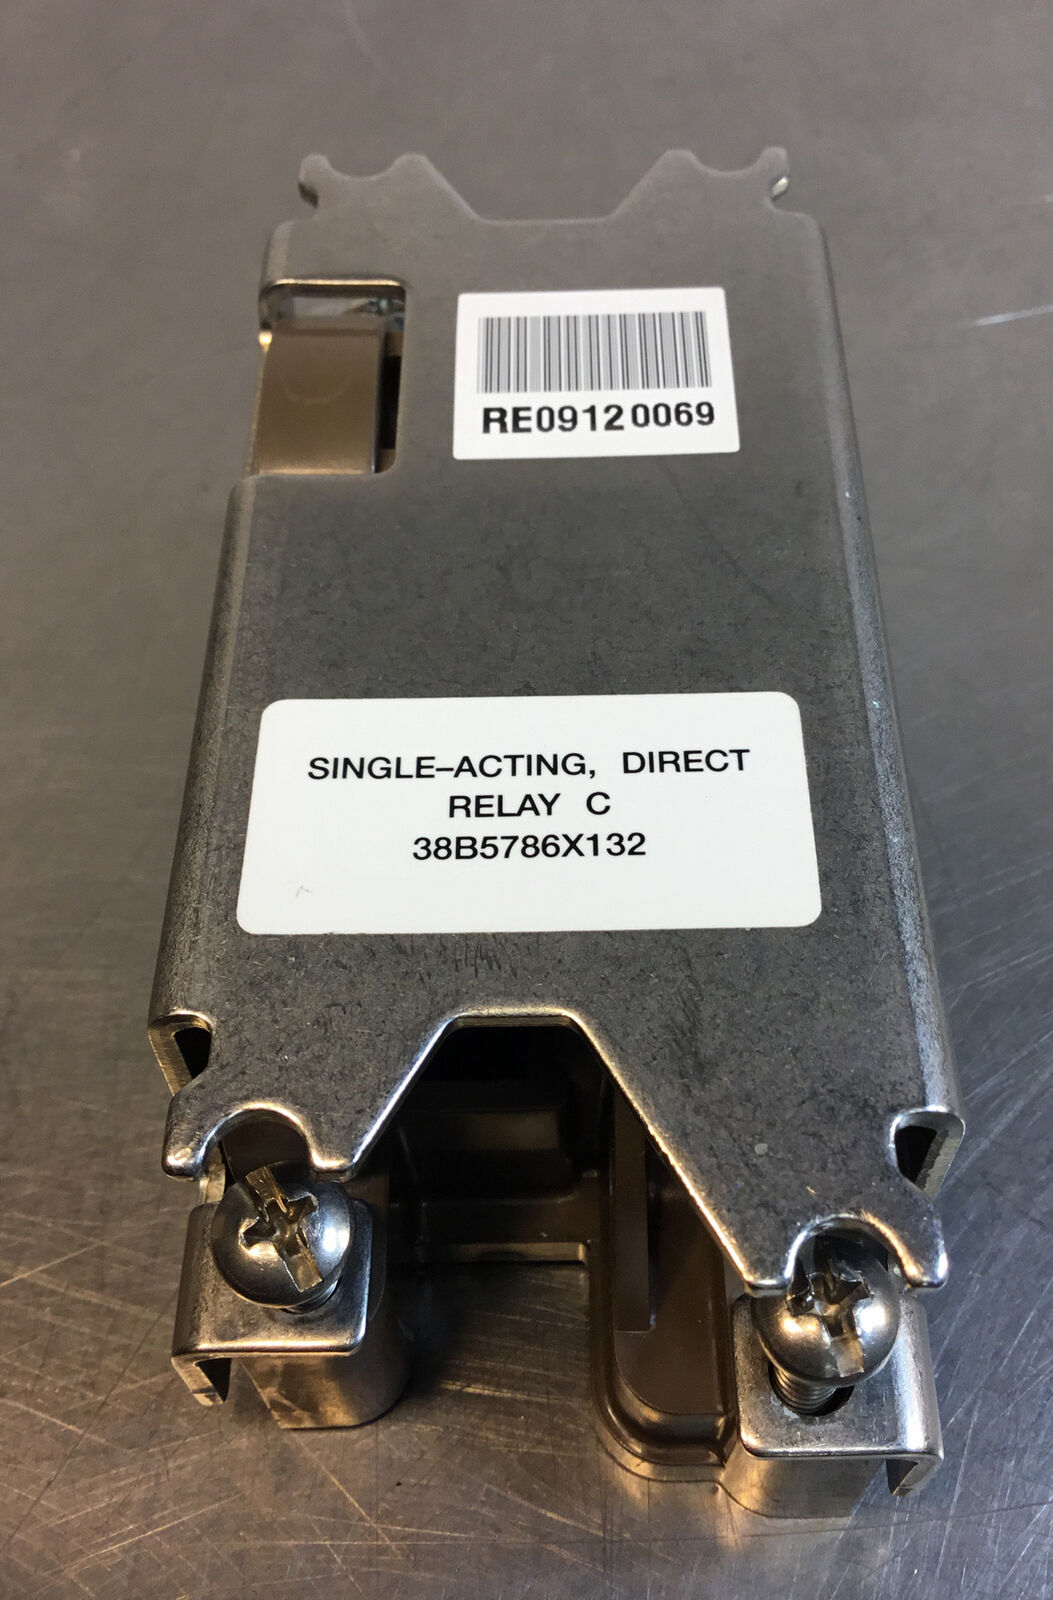 RE09120069
SINGLE–ACTING, DIRECT
RELAY C
38B5786X132